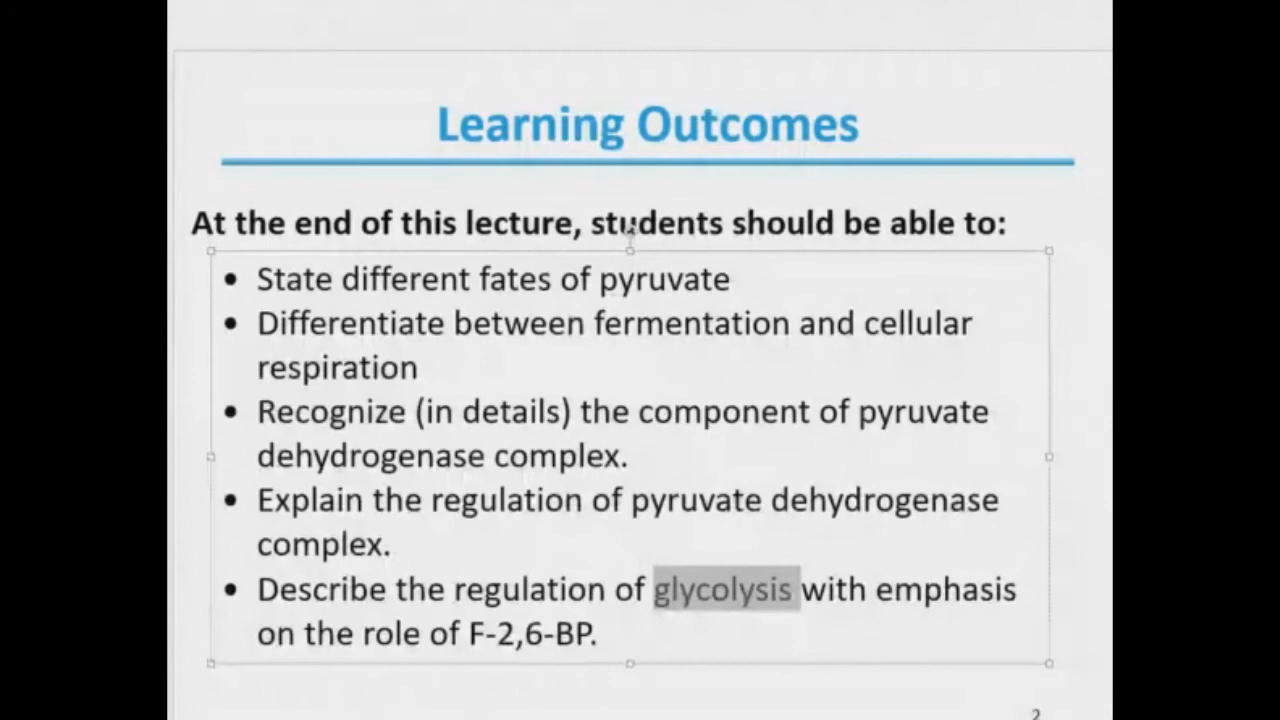 Learning Outcomes
At the end of this lecture, students should be able to:
• State different fates of pyruvate
• Differentiate between fermentation and cellular
respiration
• Recognize (in details) the component of pyruvate
dehydrogenase complex.
• Explain the regulation of pyruvate dehydrogenase
complex.
• Describe the regulation of glycolysis with emphasis
on the role of F-2,6-BP.
2